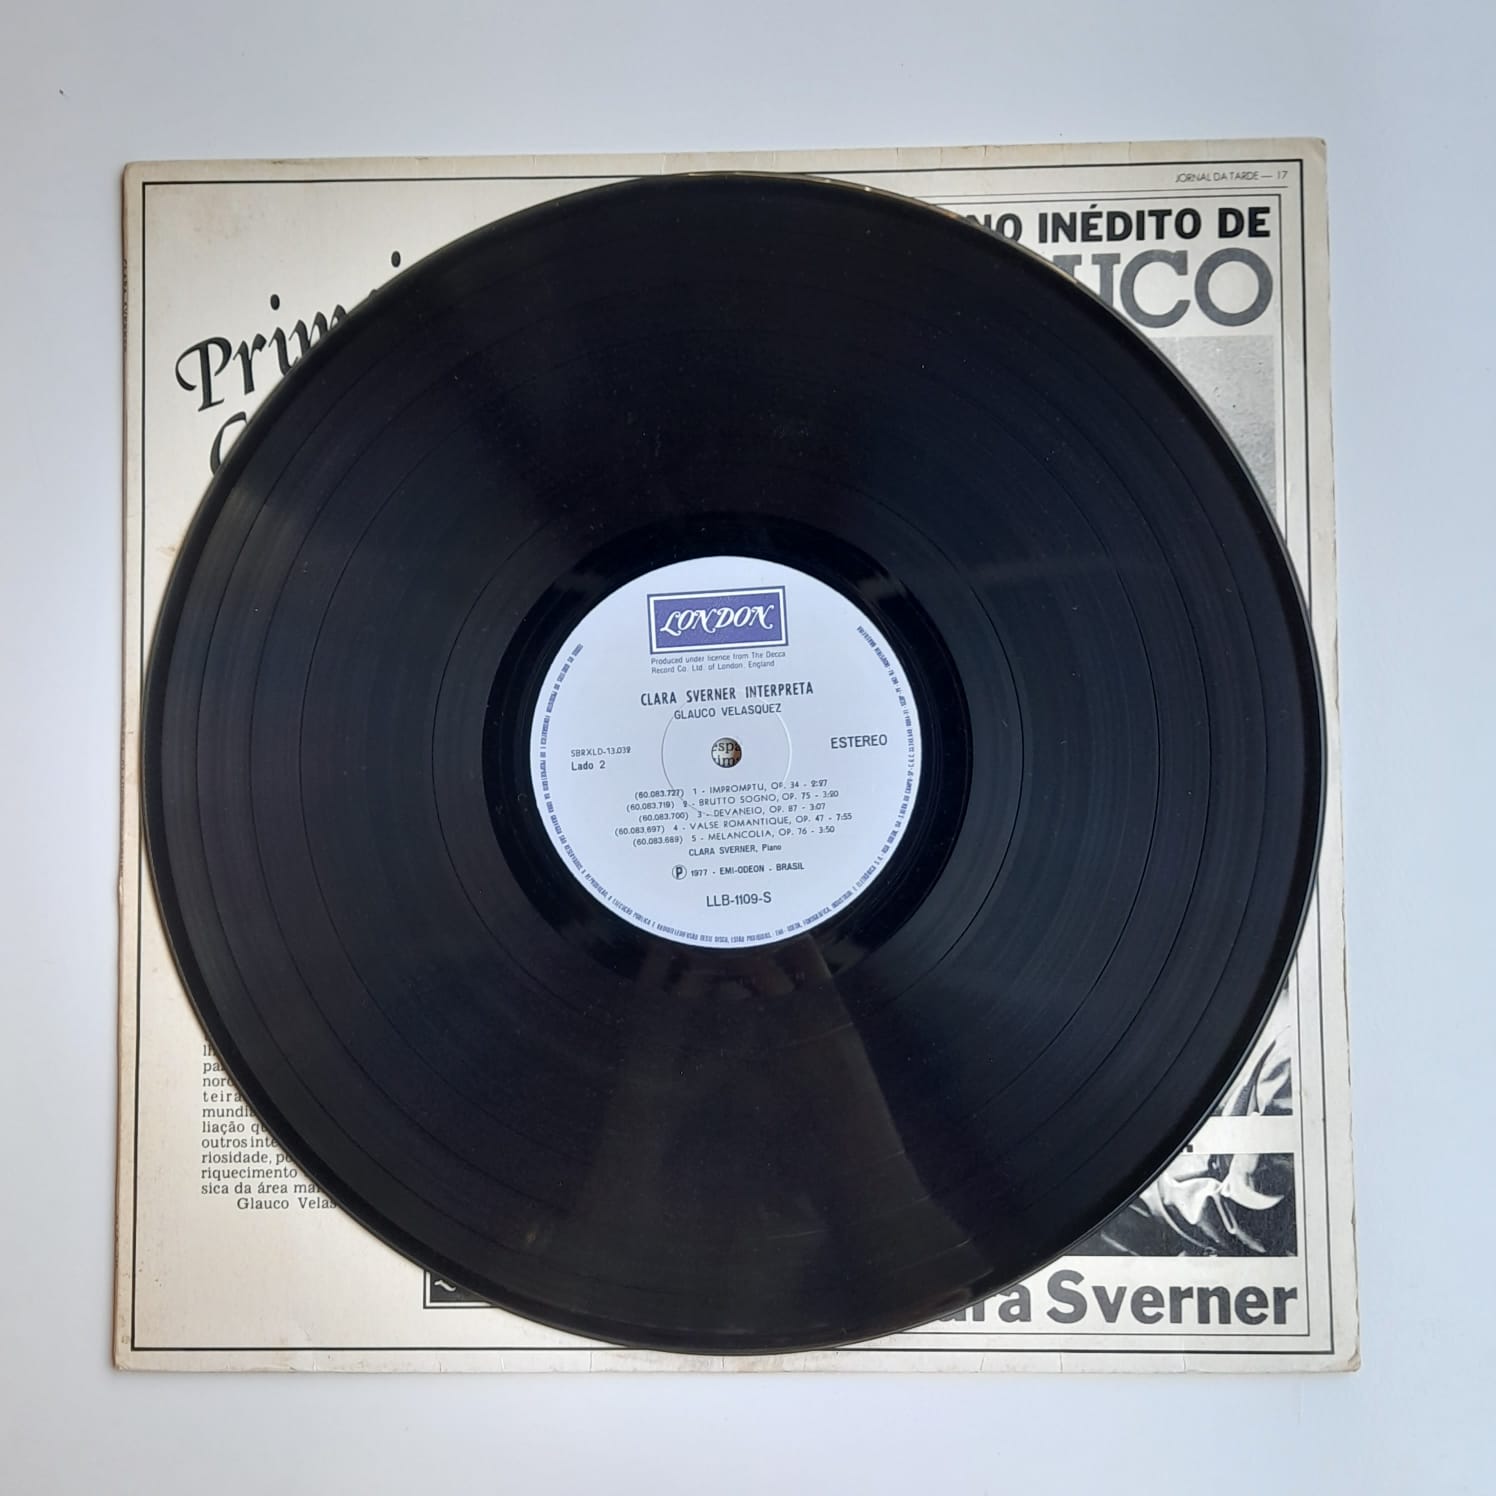 JORNAL DA TARDE — 17
INÉDITO DE
UCO
LONDON
Produced under licence from The Decca
Record Co. Ltd. of London, England
CLARA SVERNER INTERPRETA
GLAUCO VELASQUEZ
SBRXLD-13.039
Lado 2
ESTEREO
(60.083.727) 1 - IMPROMPTU, OP. 34 - 2:27
(60.083.719) 2 - BRUTTO SOGNO, OP. 75 - 3:20
(60.083.700) 3 - DEVANEIO, OP. 87 - 3:07
(60.083.697) 4 - VALSE ROMANTIQUE, OP. 47 - 7:55
(60.083.689) 5 - MELANCOLIA, OP. 76 - 3:50
CLARA SVERNER, Piano
Ⓟ 1977 - EMI-ODEON - BRASIL
LLB-1109-S
teira
mundi
liação
outros inte
riosidade, po
riquecimento
sica da área ma
Glauco Velas
Sverner